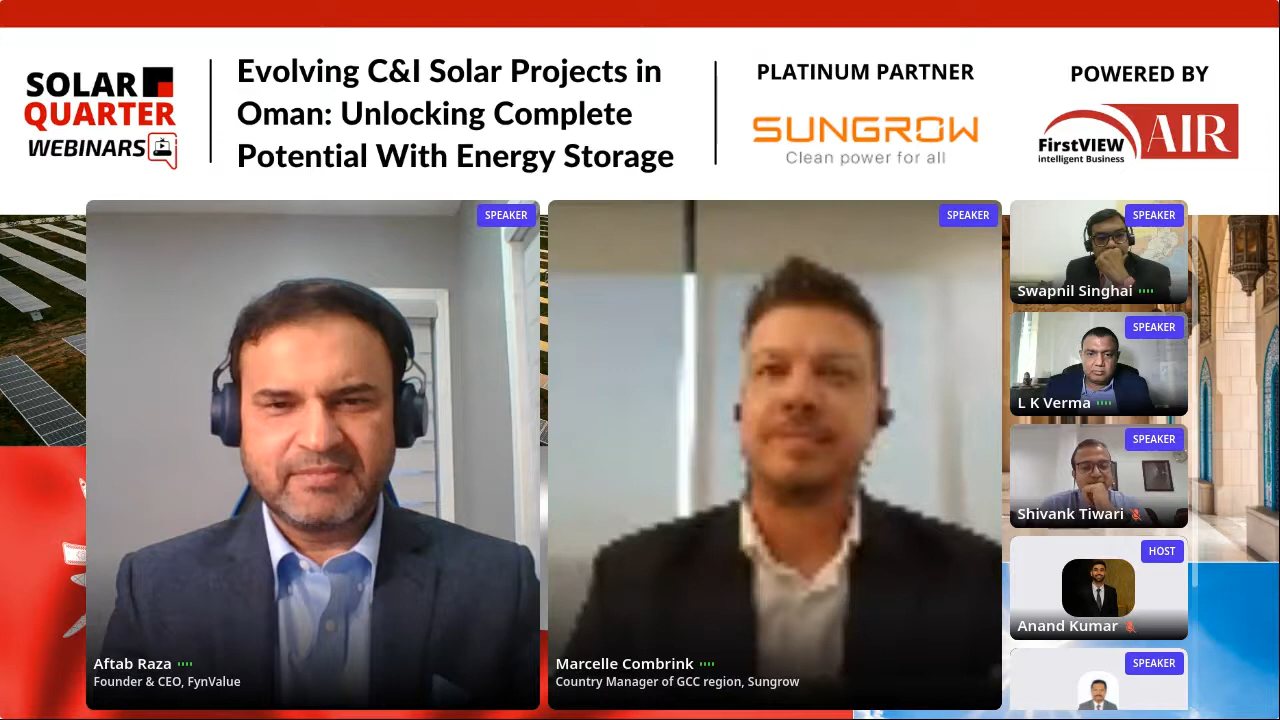 SOLAR
QUARTER
WEBINARS
Evolving C&I Solar Projects in
Oman: Unlocking Complete
Potential With Energy Storage
PLATINUM PARTNER
SUNGROW
Clean power for all
POWERED BY
FirstVIEW
intelligent Business
AIR
SPEAKER
Aftab Raza
Founder & CEO, FynValue
SPEAKER
Marcelle Combrink
Country Manager of GCC region, Sungrow
SPEAKER
Swapnil Singhai
SPEAKER
L K Verma
SPEAKER
Shivank Tiwari
HOST
Anand Kumar
SPEAKER